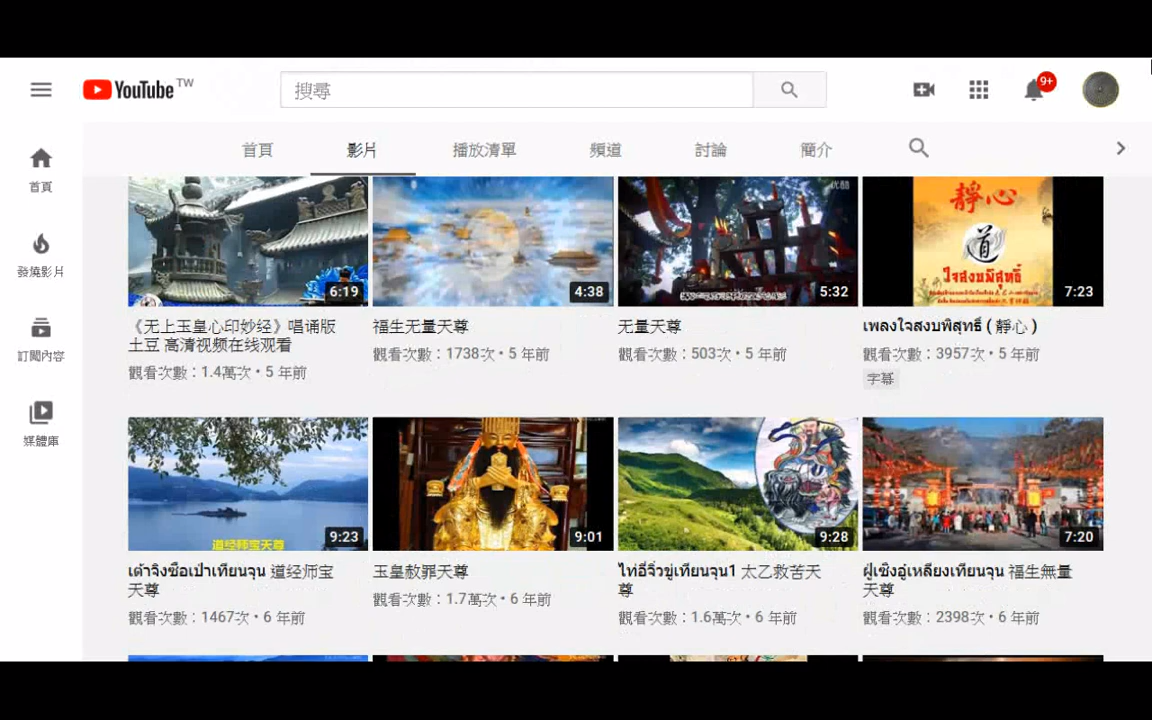 YouTube TW
搜尋
9+
首頁
影片
播放清單
頻道
討論
簡介
首頁
發燒影片
訂閱內容
媒體庫
6:19
4:38
5:32
靜心
道
ใจสงบพิสุทธิ์
7:23
《无上玉皇心印妙经》唱诵版
土豆 高清视频在线观看
觀看次數：1.4萬次 • 5 年前
福生无量天尊
觀看次數：1738次 • 5 年前
无量天尊
觀看次數：503次 • 5 年前
เพลงใจสงบพิสุทธิ์ ( 靜心 )
觀看次數：3957次 • 5 年前
字幕
道经师宝天尊
9:23
9:01
9:28
7:20
เต้าจิงซือเป่าเทียนจุน 道经师宝
天尊
觀看次數：1467次 • 6 年前
玉皇赦罪天尊
觀看次數：1.7萬次 • 6 年前
ไท่อี่จิ่วขู่เทียนจุน1 太乙救苦天
尊
觀看次數：1.6萬次 • 6 年前
ฝูเซิงอู่เหลียงเทียนจุน 福生無量
天尊
觀看次數：2398次 • 6 年前